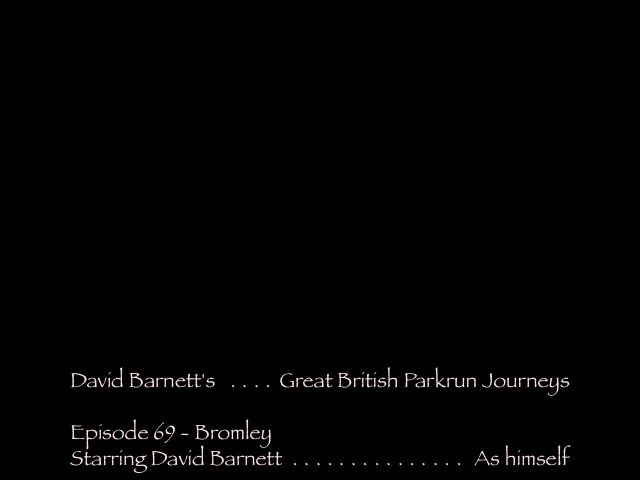 David Barnett's . . . . Great British Parkrun Journeys
Episode 69 - Bromley
Starring David Barnett . . . . . . . . . . . . . . . As himself